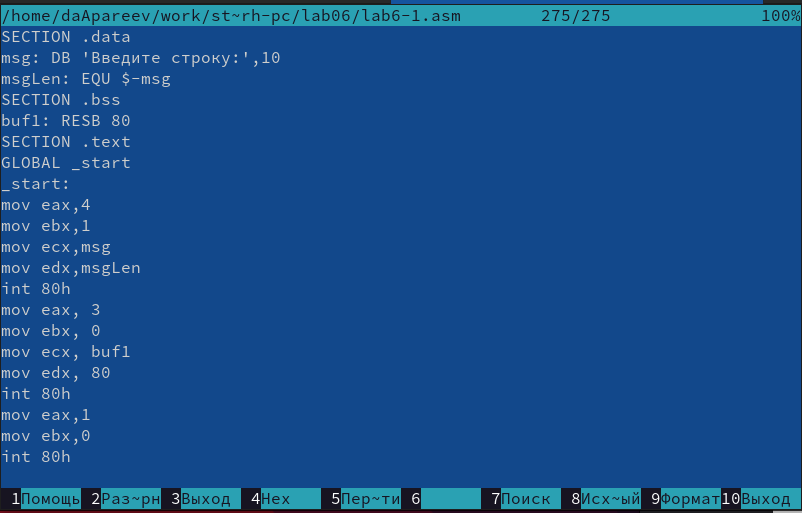 /home/daApareev/work/st~rh-pc/lab06/lab6-1.asm 275/275 100%
SECTION .data
msg: DB 'Введите строку:',10
msgLen: EQU $-msg
SECTION .bss
buf1: RESB 80
SECTION .text
GLOBAL _start
_start:
mov eax,4
mov ebx,1
mov ecx,msg
mov edx,msgLen
int 80h
mov eax, 3
mov ebx, 0
mov ecx, buf1
mov edx, 80
int 80h
mov eax,1
mov ebx,0
int 80h
1Помощь 2Раз~рн 3Выход 4Hex 5Пер~ти 6 7Поиск 8Исх~ый 9Формат 10Выход